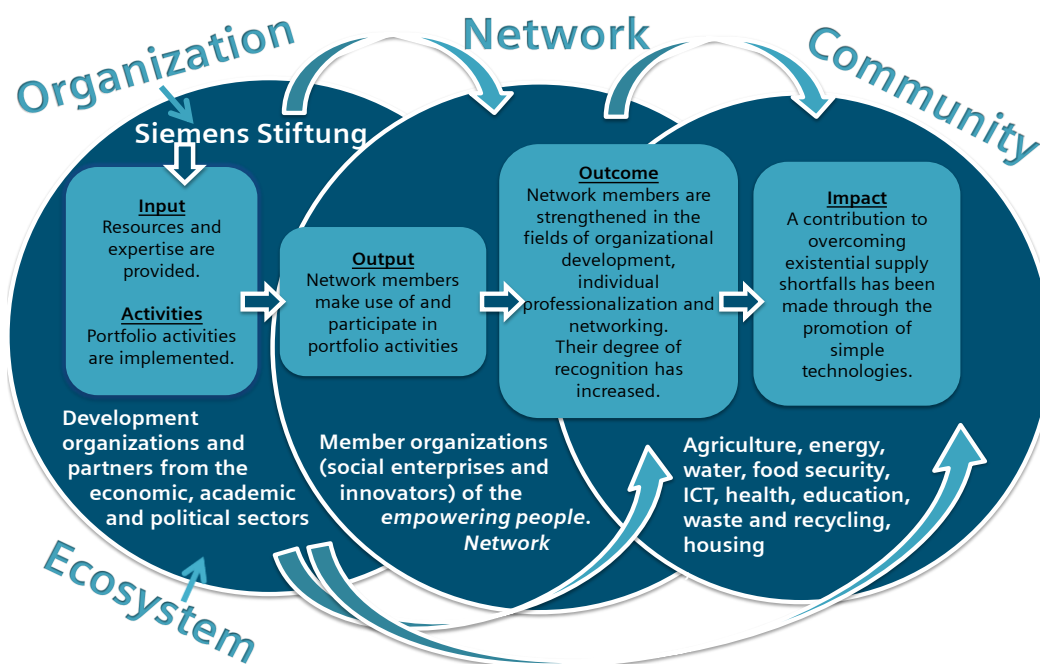 Organization
Network
Community
Siemens Stiftung
Input
Resources and
expertise are
provided.
Activities
Portfolio activities
are implemented.
Output
Network members
make use of and
participate in
portfolio activities
Outcome
Network members are
strengthened in the
fields of organizational
development,
individual
professionalization and
networking.
Their degree of
recognition has
increased.
Impact
A contribution to
overcoming
existential supply
shortfalls has been
made through the
promotion of
simple
technologies.
Development
organizations and
partners from the
economic, academic
and political sectors
Member organizations
(social enterprises and
innovators) of the
empowering people.
Network
Agriculture, energy,
water, food security,
ICT, health, education,
waste and recycling,
housing
Ecosystem